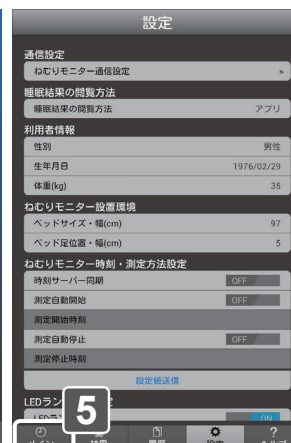 設定
通信設定
ねむりモニター通信設定 >
睡眠結果の閲覧方法
睡眠結果の閲覧方法 アプリ
利用者情報
性別 男性
生年月日 1976/02/29
体重(kg) 35
ねむりモニター設置環境
ベッドサイズ・幅(cm) 97
ベッド足位置・幅(cm) 5
ねむりモニター時刻・測定方法設定
時刻サーバー同期 OFF
測定自動開始 OFF
測定開始時刻
測定自動停止 OFF
測定停止時刻
設定値送信
LEDラン 定
LEDラン ON
5
メイン 結果 履歴 設定 ? ヘルプ